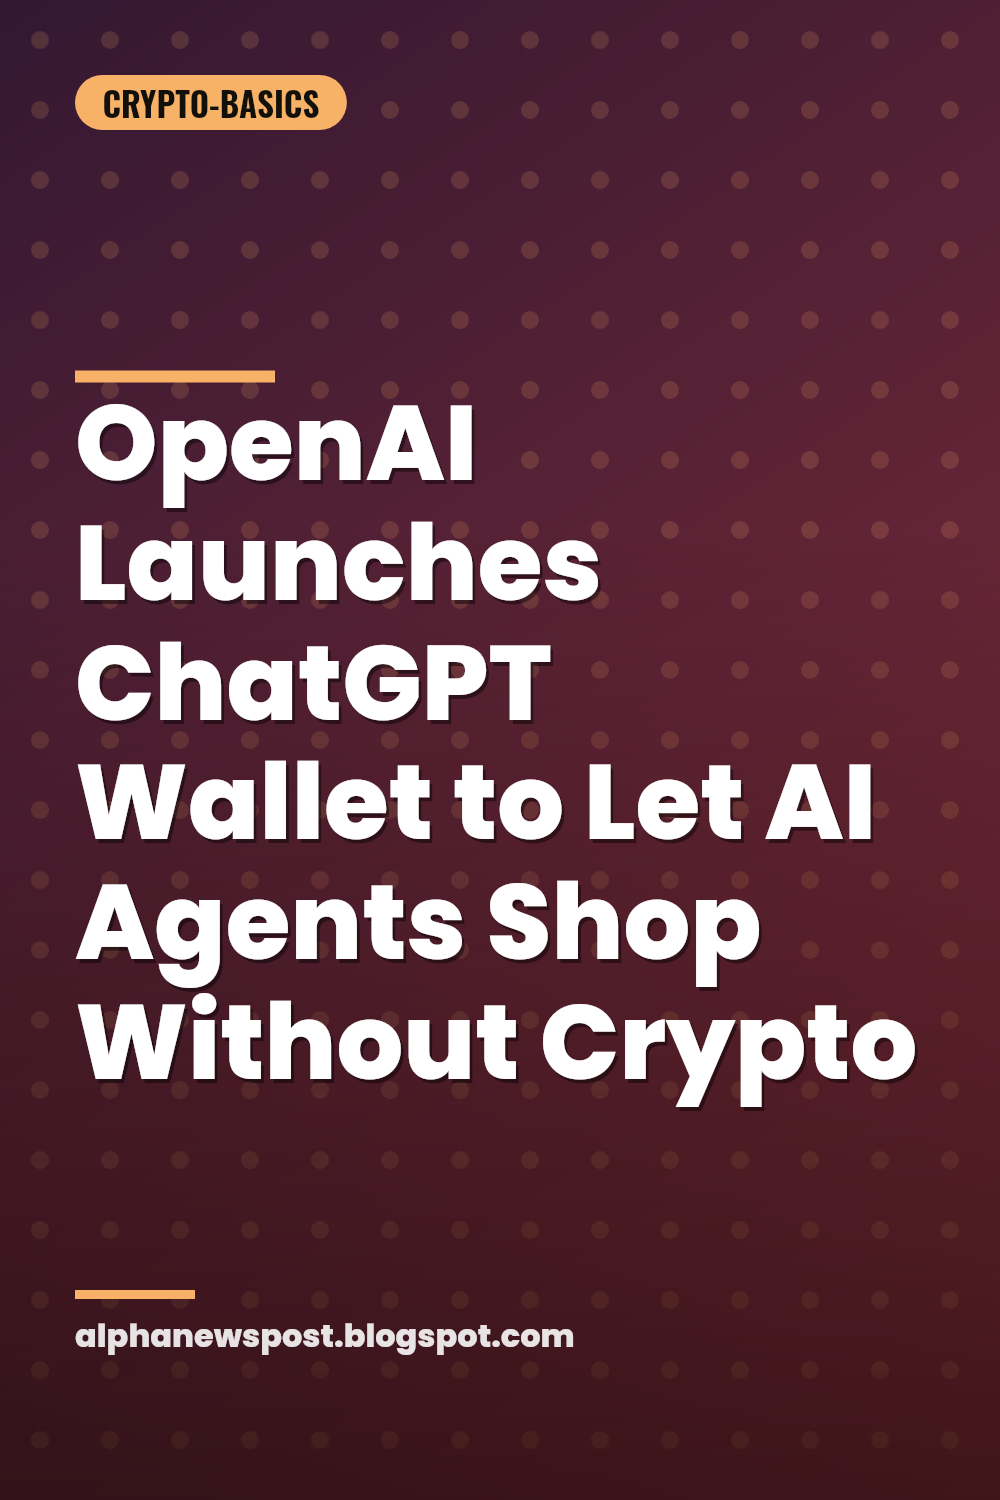 CRYPTO-BASICS
OpenAI
Launches
ChatGPT
Wallet to Let AI
Agents Shop
Without Crypto
alphanewspost.blogspot.com